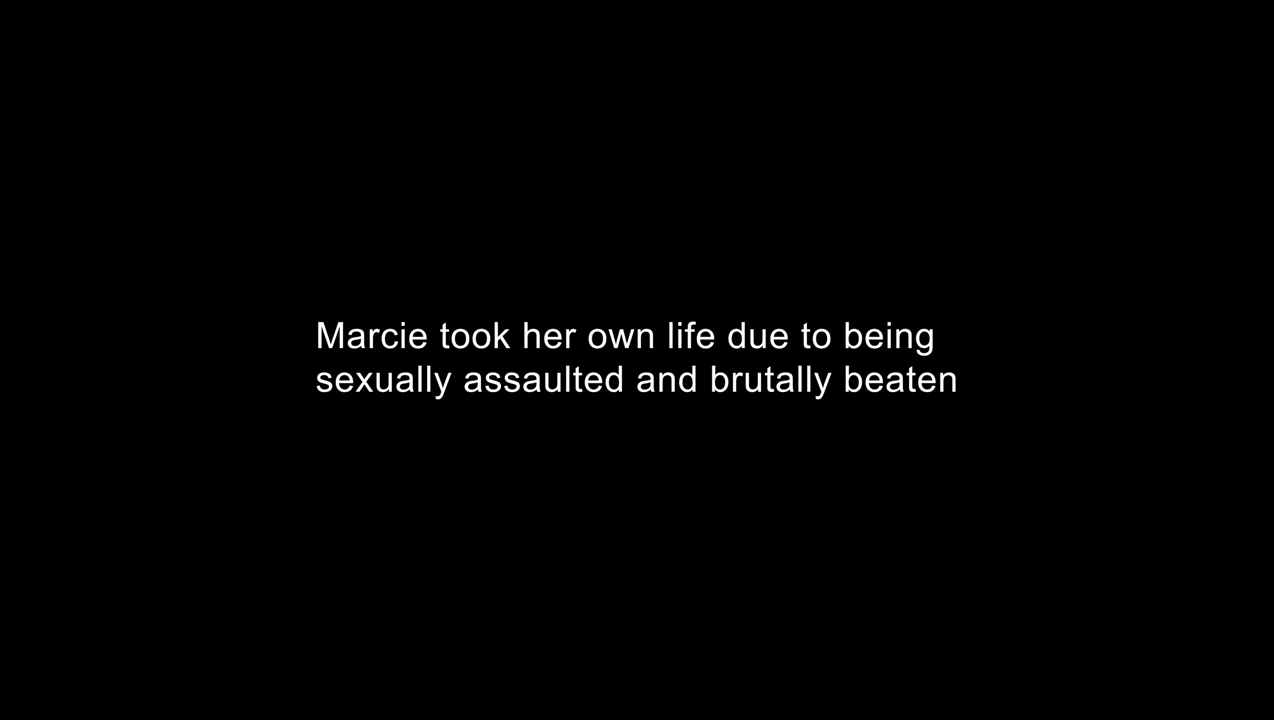 Marcie took her own life due to being
sexually assaulted and brutally beaten